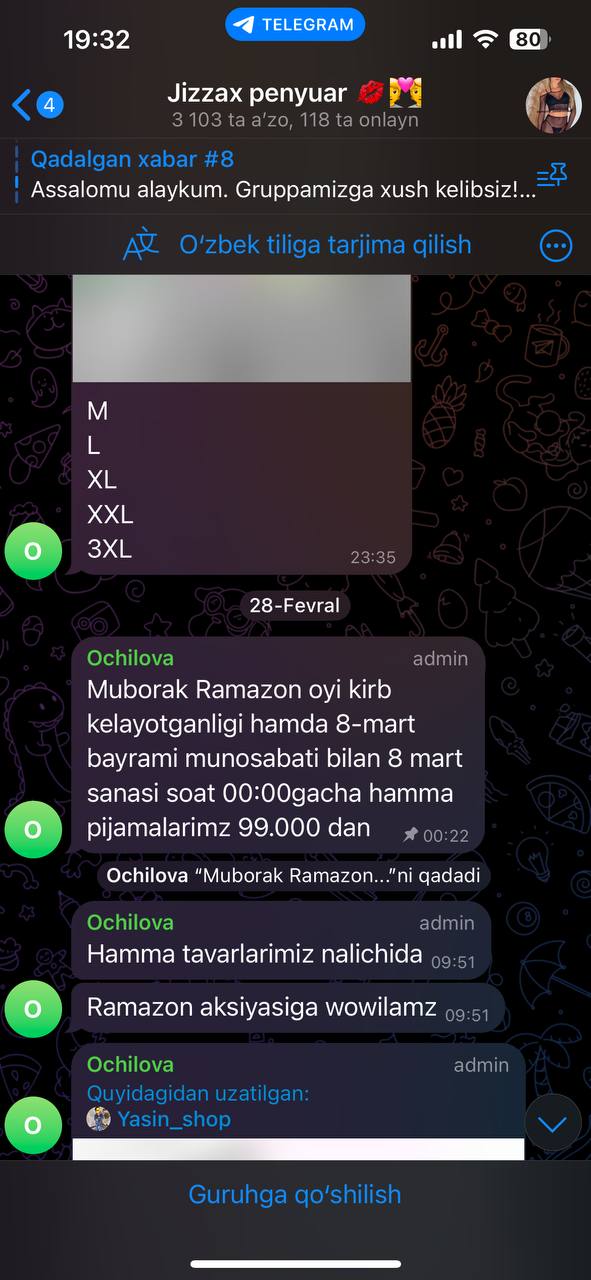 19:32
TELEGRAM
80
4
Jizzax penyuar
3 103 ta a’zo, 118 ta onlayn
Qadalgan xabar #8
Assalomu alaykum. Gruppamizga xush kelibsiz!...
O‘zbek tiliga tarjima qilish
M
L
XL
XXL
3XL
23:35
O
28-Fevral
Ochilova admin
Muborak Ramazon oyi kirb
kelayotganligi hamda 8-mart
bayrami munosabati bilan 8 mart
sanasi soat 00:00gacha hamma
pijamalarimz 99.000 dan 00:22
O
Ochilova “Muborak Ramazon...”ni qadadi
Ochilova admin
Hamma tavarlarimiz nalichida 09:51
Ramazon aksiyasiga wowilamz 09:51
O
Ochilova admin
Quyidagidan uzatilgan:
Yasin_shop
O
Guruhga qo‘shilish